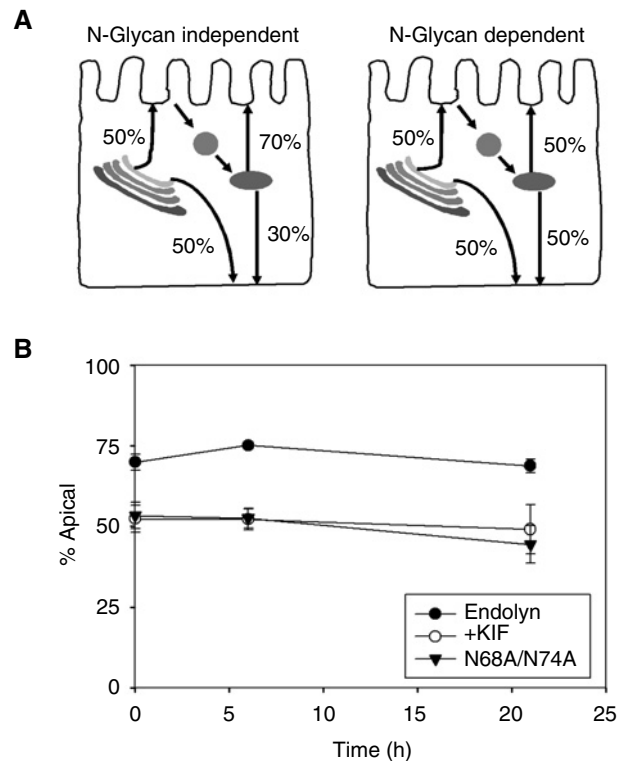 A
N-Glycan independent
N-Glycan dependent
50%
70%
50%
30%
50%
50%
50%
50%
B
100
75
50
25
0
% Apical
Endolyn
+KIF
N68A/N74A
0
5
10
15
20
25
Time (h)